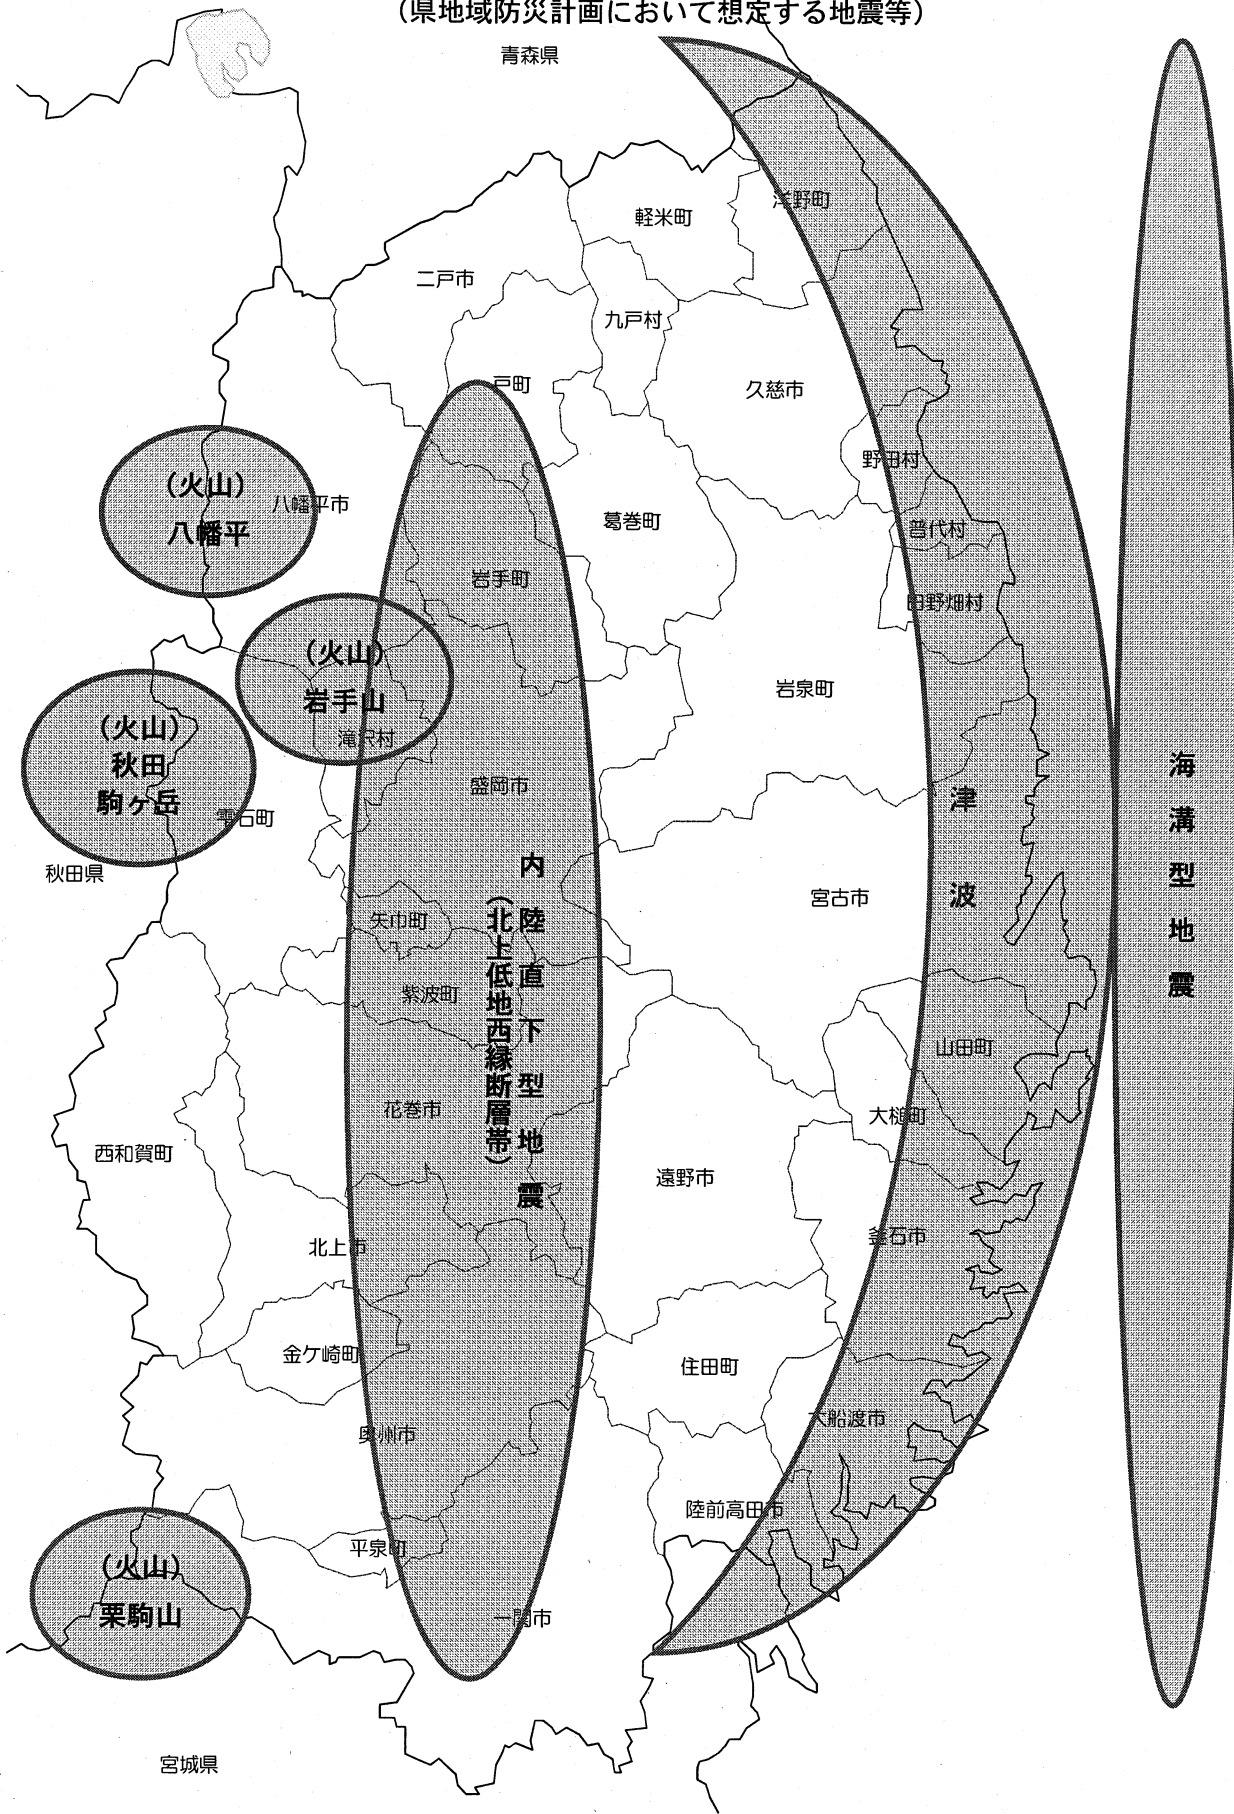 （県地域防災計画において想定する地震等）
青森県
洋野町
軽米町
二戸市
九戸村
戸町
久慈市
野田村
（火山）
八幡平
八幡平市
葛巻町
普代村
岩手町
田野畑村
（火山）
岩手山
滝沢村
岩泉町
（火山）
秋田
駒ヶ岳
雫石町
盛岡市
秋田県
津波
海溝型地震
内陸直下型地震
（北上低地西縁断層帯）
宮古市
矢巾町
紫波町
山田町
花巻市
大槌町
西和賀町
遠野市
釜石市
北上市
金ケ崎町
住田町
大船渡市
奥州市
陸前高田市
平泉町
（火山）
栗駒山
一関市
宮城県